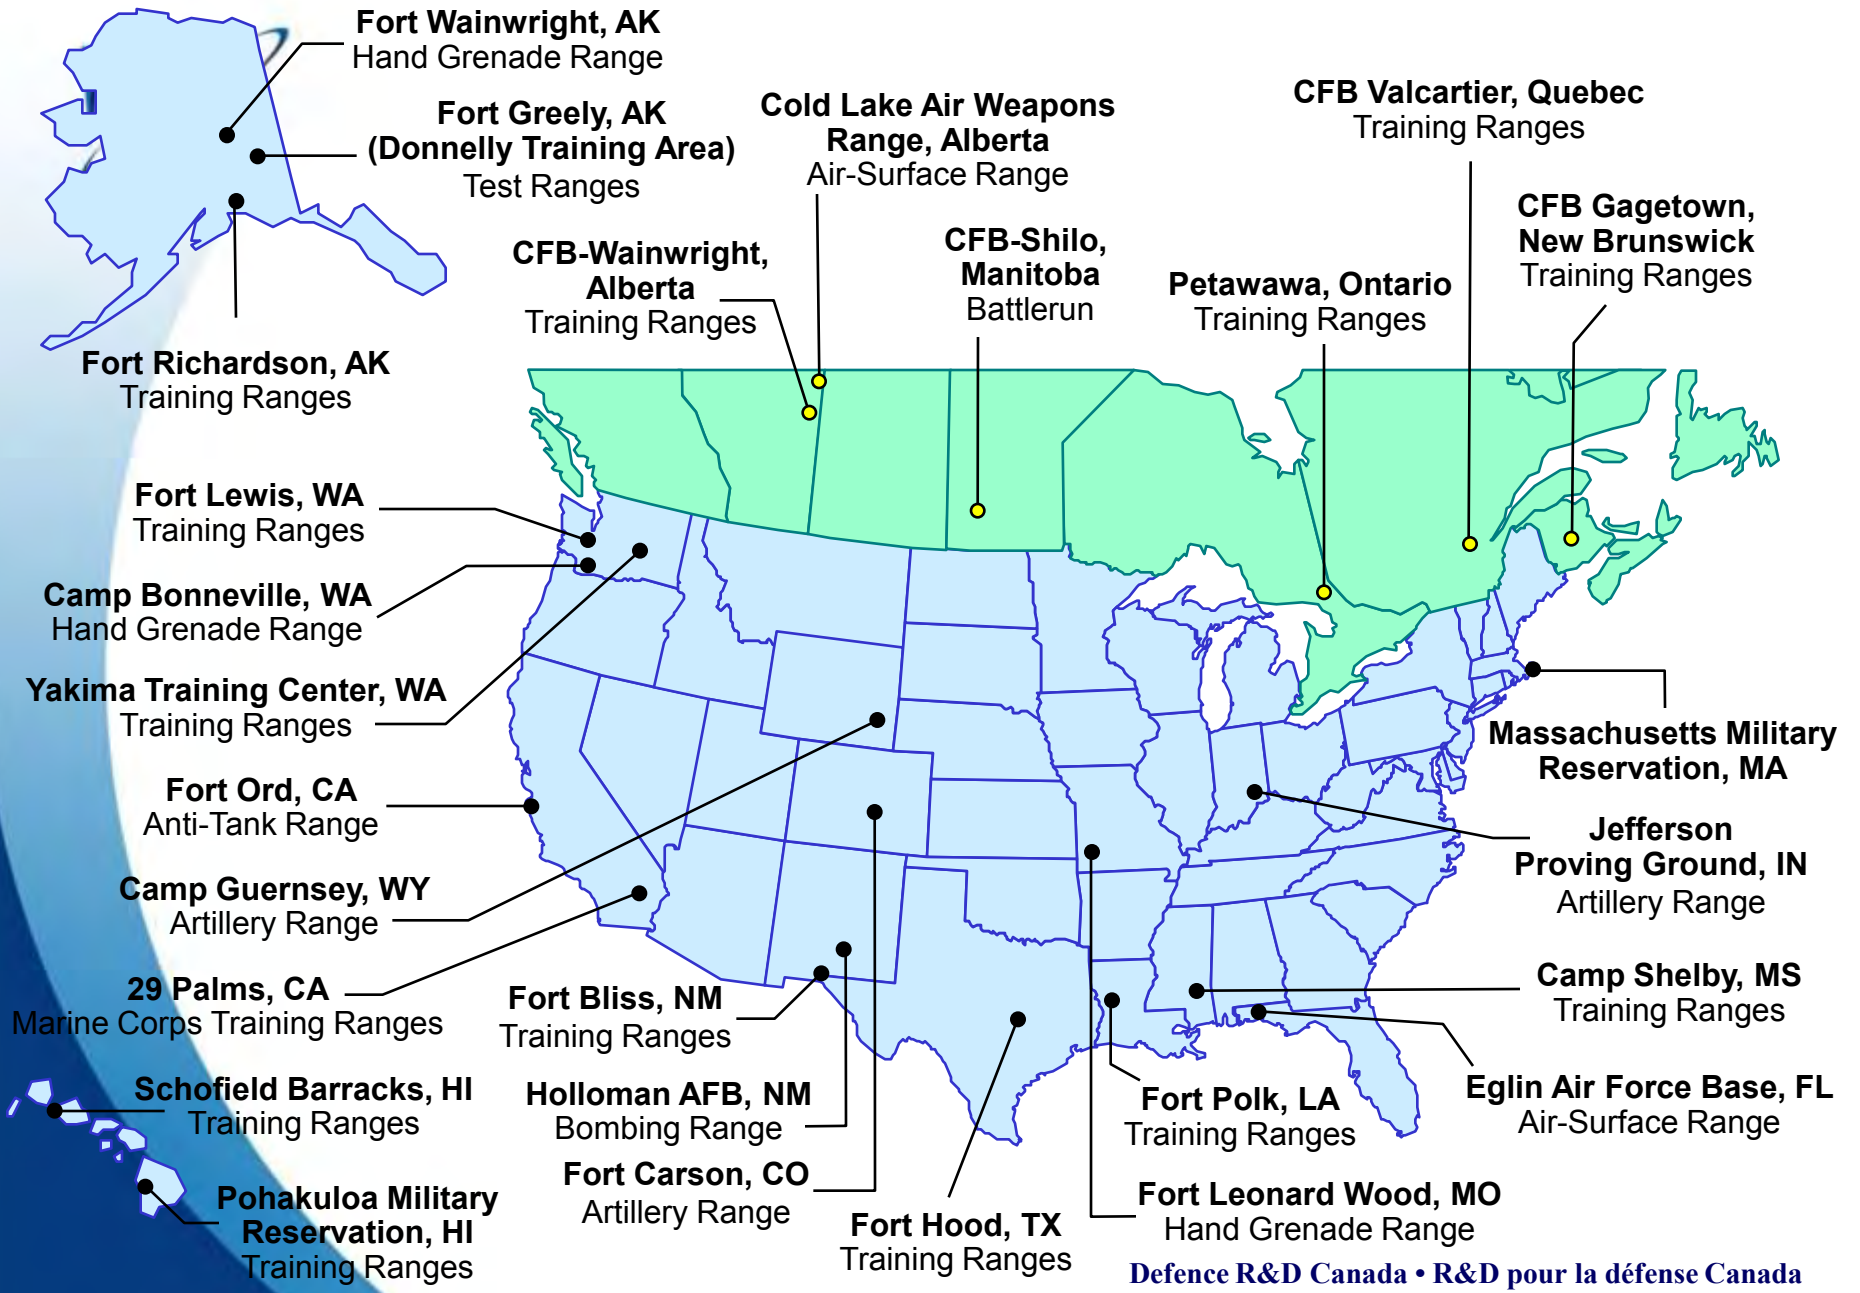 Fort Wainwright, AK
Hand Grenade Range
Fort Greely, AK
(Donnelly Training Area)
Test Ranges
Cold Lake Air Weapons
Range, Alberta
Air-Surface Range
CFB Valcartier, Quebec
Training Ranges
CFB Gagetown,
New Brunswick
Training Ranges
CFB-Wainwright,
Alberta
Training Ranges
CFB-Shilo,
Manitoba
Battlerun
Petawawa, Ontario
Training Ranges
Fort Richardson, AK
Training Ranges
Fort Lewis, WA
Training Ranges
Camp Bonneville, WA
Hand Grenade Range
Yakima Training Center, WA
Training Ranges
Fort Ord, CA
Anti-Tank Range
Camp Guernsey, WY
Artillery Range
29 Palms, CA
Marine Corps Training Ranges
Schofield Barracks, HI
Training Ranges
Pohakuloa Military
Reservation, HI
Training Ranges
Fort Bliss, NM
Training Ranges
Holloman AFB, NM
Bombing Range
Fort Carson, CO
Artillery Range
Fort Hood, TX
Training Ranges
Massachusetts Military
Reservation, MA
Jefferson
Proving Ground, IN
Artillery Range
Camp Shelby, MS
Training Ranges
Eglin Air Force Base, FL
Air-Surface Range
Fort Polk, LA
Training Ranges
Fort Leonard Wood, MO
Hand Grenade Range
Defence R&D Canada • R&D pour la défense Canada